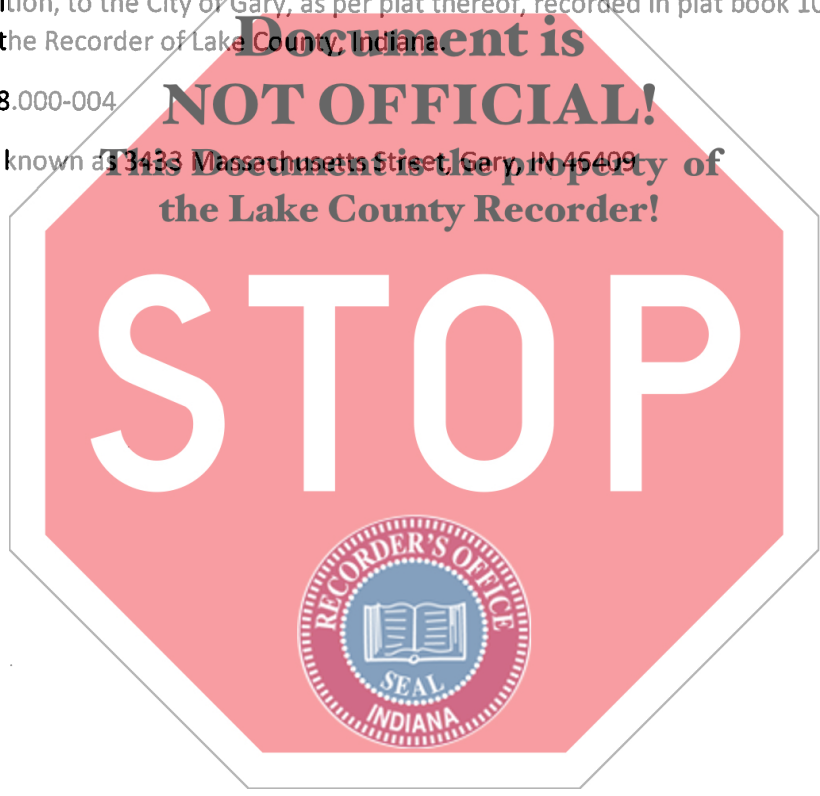 ition, to the City of Gary, as per plat thereof, recorded in plat book 10
the Recorder of Lake County, Indiana.
Document is
8.000-004
NOT OFFICIAL!
known as 3433 Massachusetts Street, Gary, IN 46409
This Document is the property of
the Lake County Recorder!
STOP
RECORDER'S OFFICE
SEAL
INDIANA